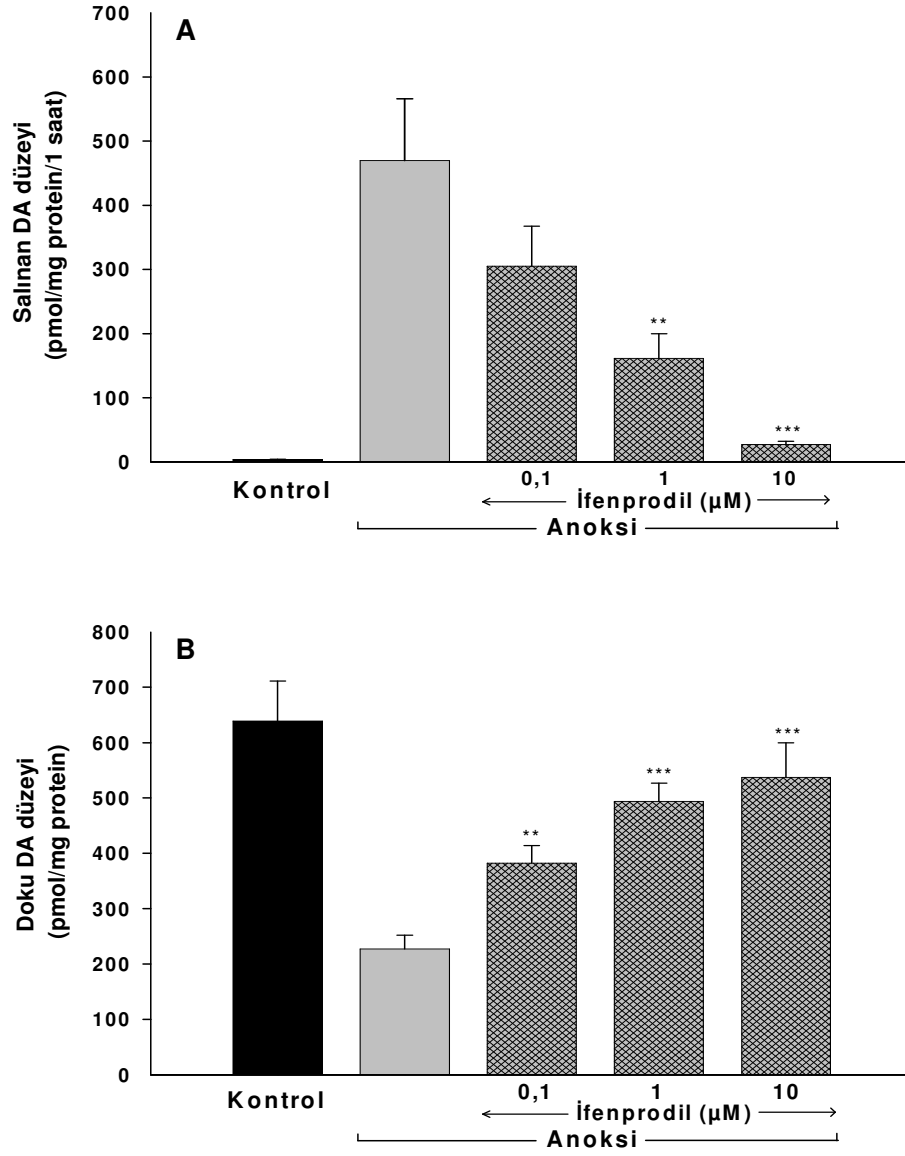 A
Salınan DA düzeyi
(pmol/mg protein/1 saat)
700
600
500
400
300
200
100
0
**
***
0,1 1 10
Kontrol
İfenprodil (µM)
Anoksi
B
Doku DA düzeyi
(pmol/mg protein)
800
700
600
500
400
300
200
100
0
**
***
***
0,1 1 10
Kontrol
İfenprodil (µM)
Anoksi